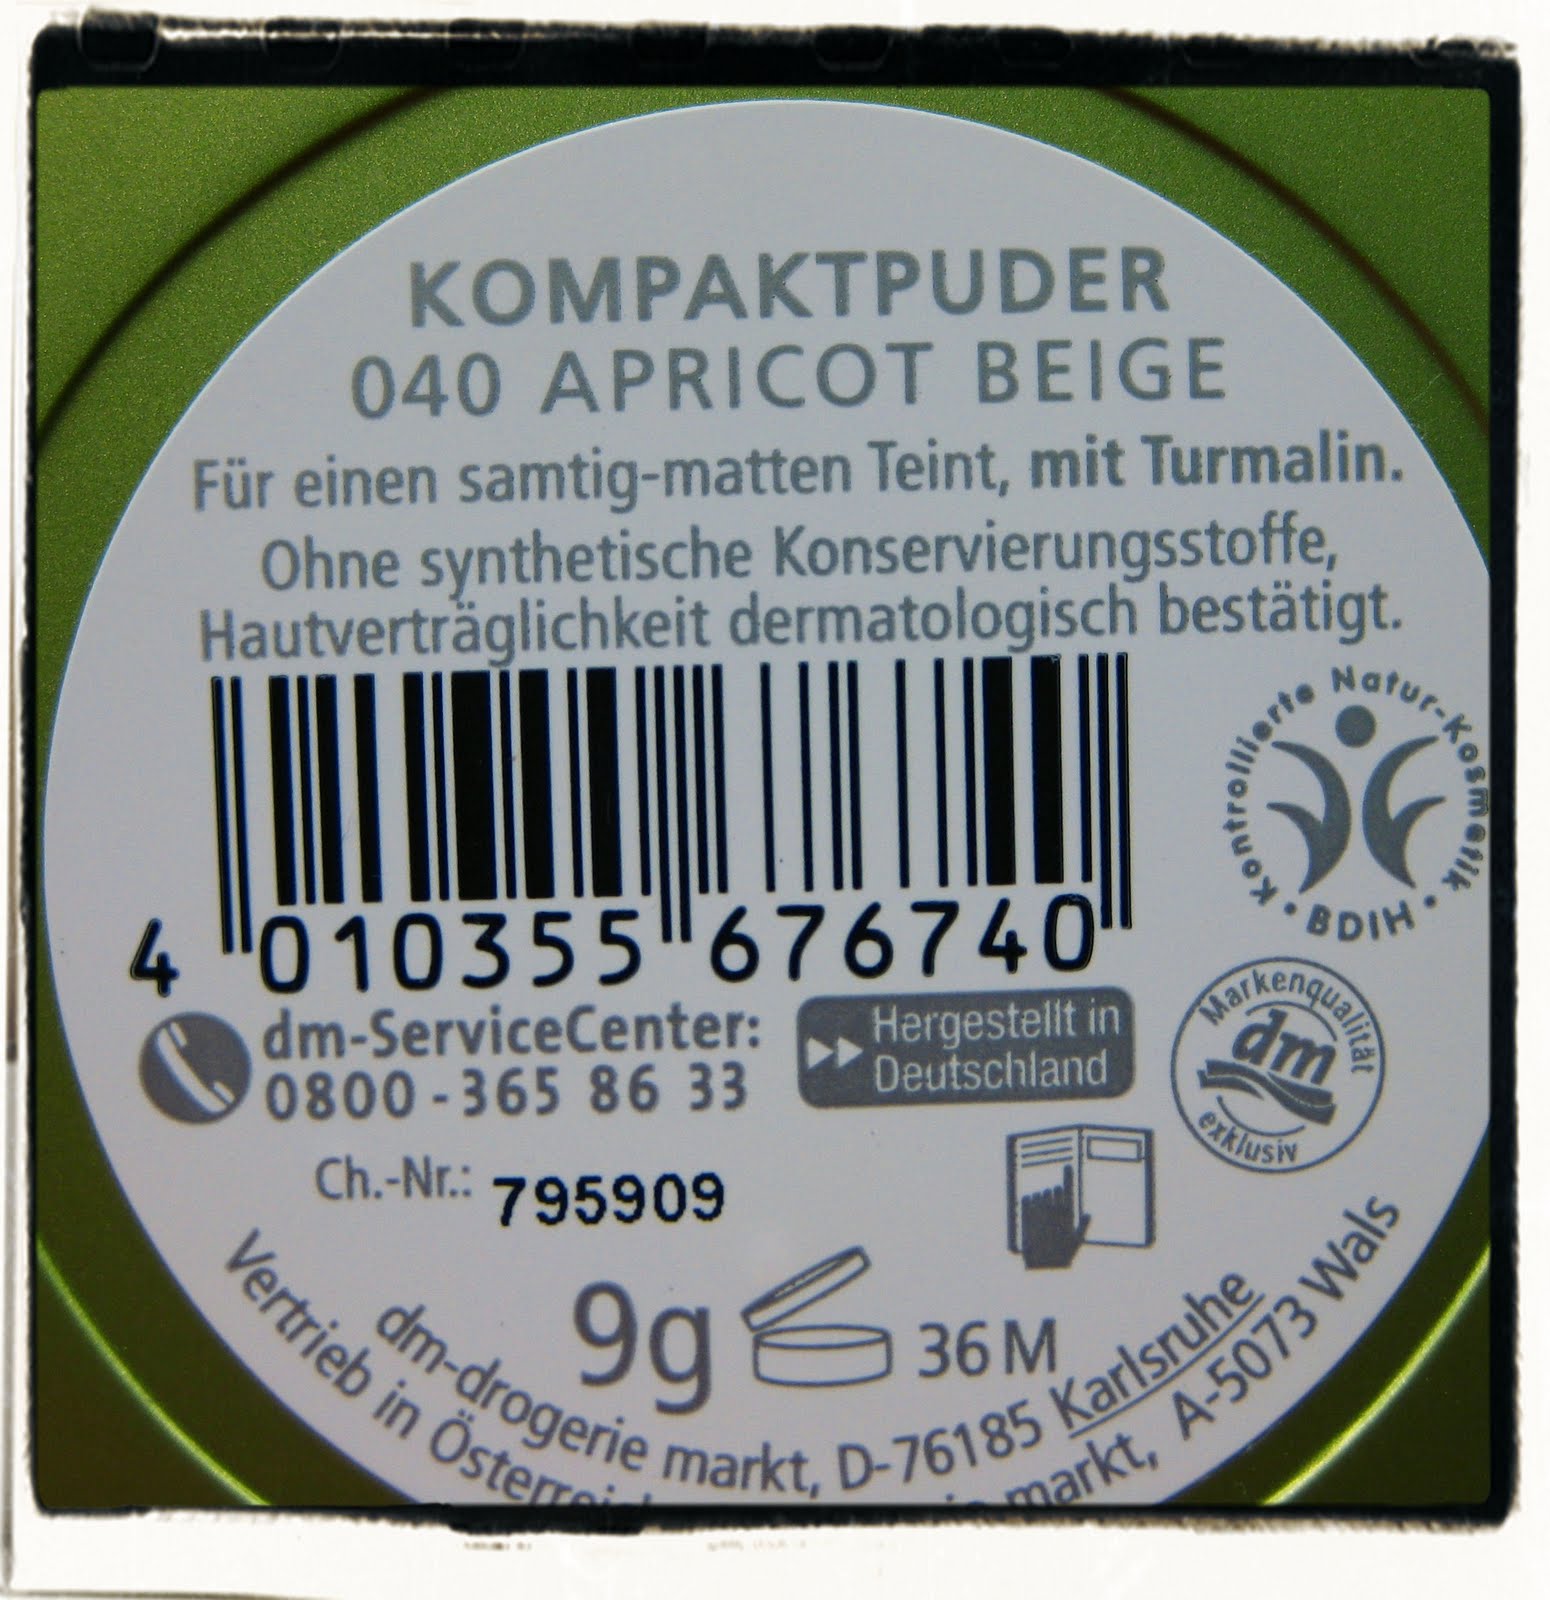 KOMPAKTPUDER
040 APRICOT BEIGE
Für einen samtig-matten Teint, mit Turmalin.
Ohne synthetische Konservierungsstoffe,
Hautverträglichkeit dermatologisch bestätigt.
Kontrollierte Natur-Kosmetik
• BDIH •
4 010355 676740
dm-ServiceCenter:
0800 - 365 86 33
Hergestellt in
Deutschland
Markenqualität
dm
exklusiv
Ch.-Nr.: 795909
9g
36 M
dm-drogerie markt, D-76185 Karlsruhe
Vertrieb in markt, A-5073 Wals